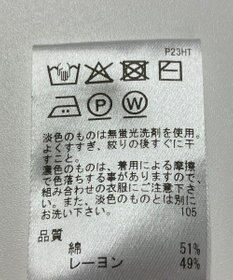 P23HT
P
W
淡色のものは無蛍光洗剤を使用。
よくすすぎ、絞りの後すぐに干
すこと。
濃色のものは、着用による摩擦
で色落ちする事がありますので、
組み合わせの衣服にご注意下さ
い。また、淡色のものとは別に
お洗い下さい。 105
品質
綿 51%
レーヨン 49%